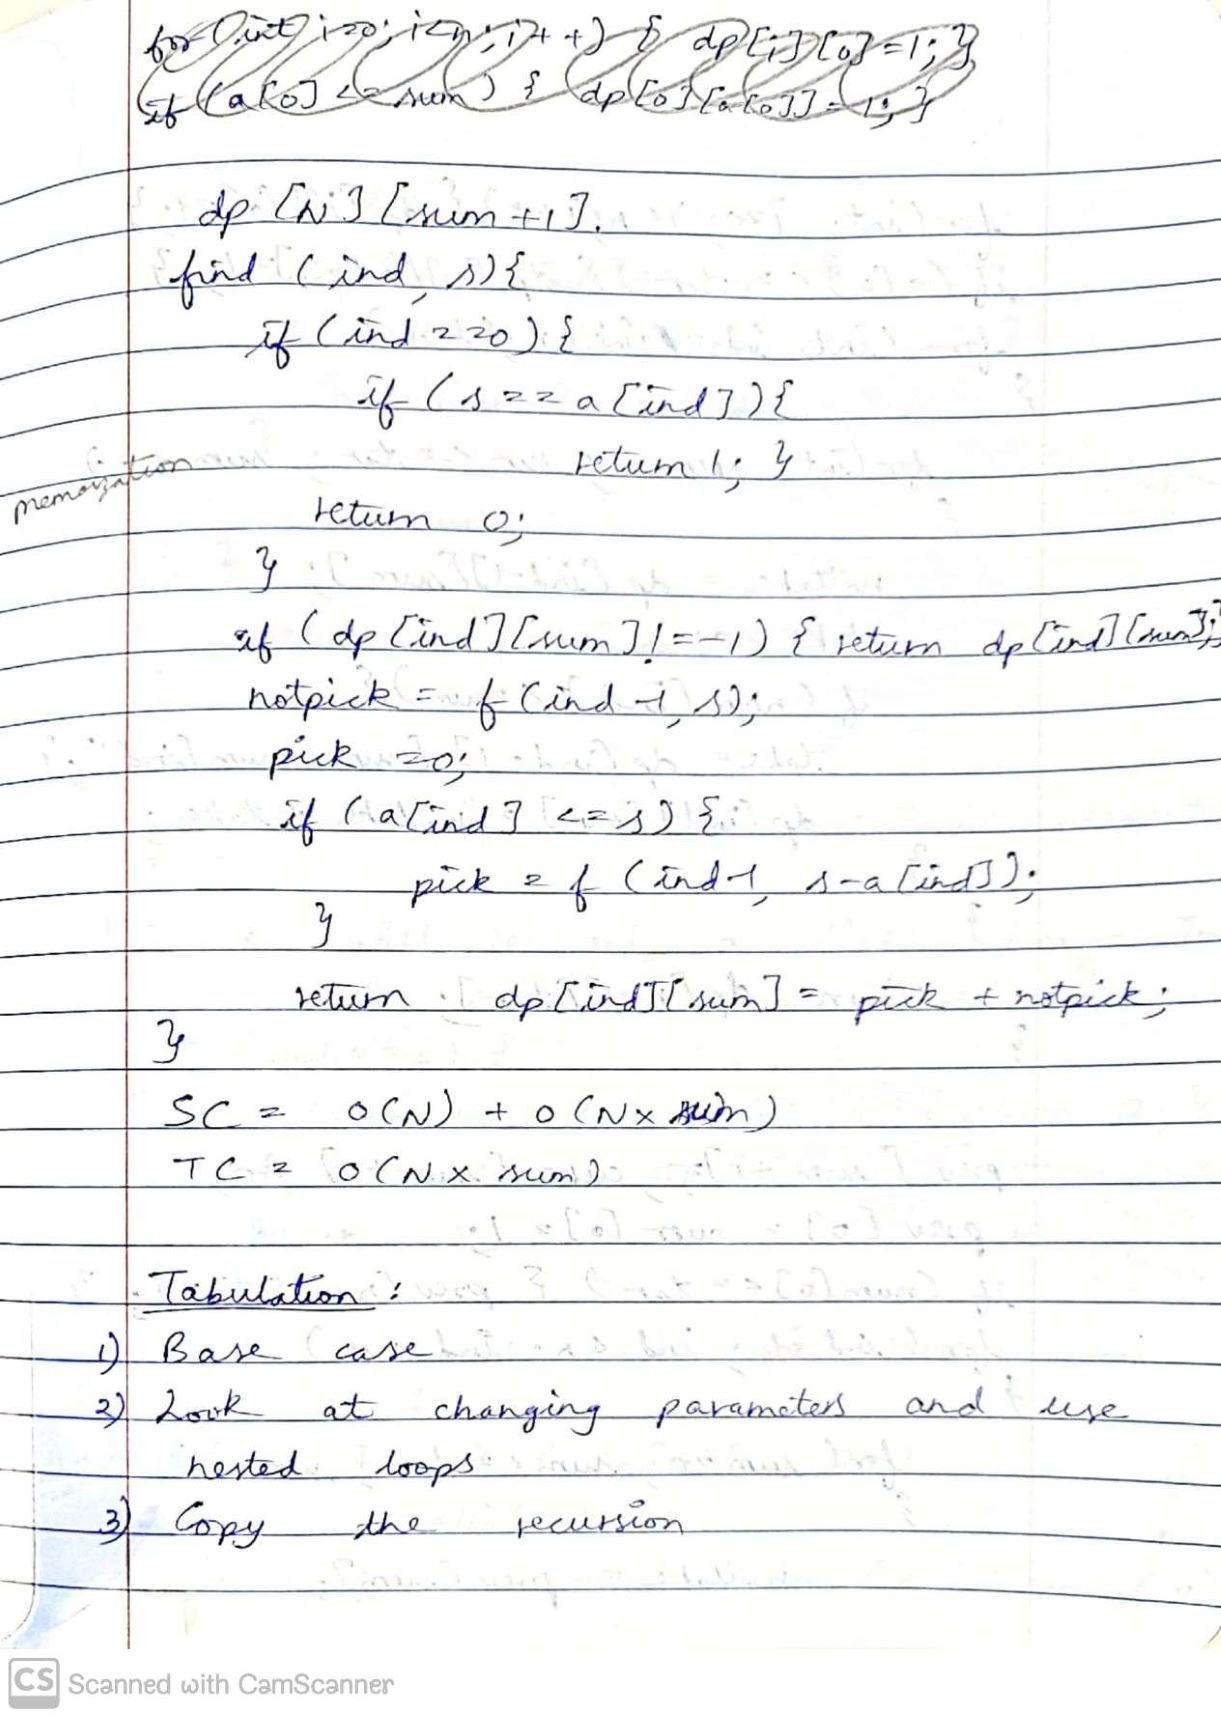 for (int i=0; i<n; i++) { dp[i][0]=1; }
if (a[0] <= sum) { dp[0][a[0]] = 1; }
dp [N] [sum +1].
find (ind, s){
if (ind ==0) {
if (s == a[ind]){
return 1; }
memoization
return 0;
}
if (dp [ind][sum] != -1) { return dp[ind][sum];}
notpick = f (ind-1, s);
pick =0;
if (a[ind] <= s) {
pick = f (ind-1, s-a[ind]);
}
return dp[ind][sum] = pick + notpick;
}
SC = O(N) + O (N x sum)
TC = O(N x sum)
Tabulation :
1) Base case
2) Look at changing parameters and use
nested loops
3) Copy the recursion
CS Scanned with CamScanner